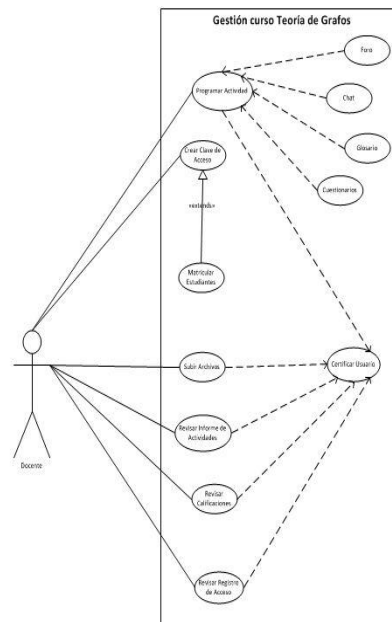 Gestión curso Teoría de Grafos
Foro
Programar Actividad
Chat
Glosario
Crear Clave de
Acceso
Cuestionarios
«extends»
Matricular
Estudiantes
Subir Archivos
Certificar Usuario
Revisar Informe de
Actividades
Docente
Revisar
Calificaciones
Revisar Registro
de Acceso